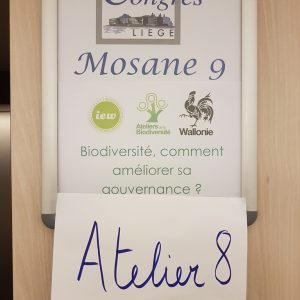 Congrès
LIEGE
Mosane 9
iew
Ateliers de la
Biodiversité
Wallonie
Biodiversité, comment
améliorer sa
gouvernance ?
Atelier 8